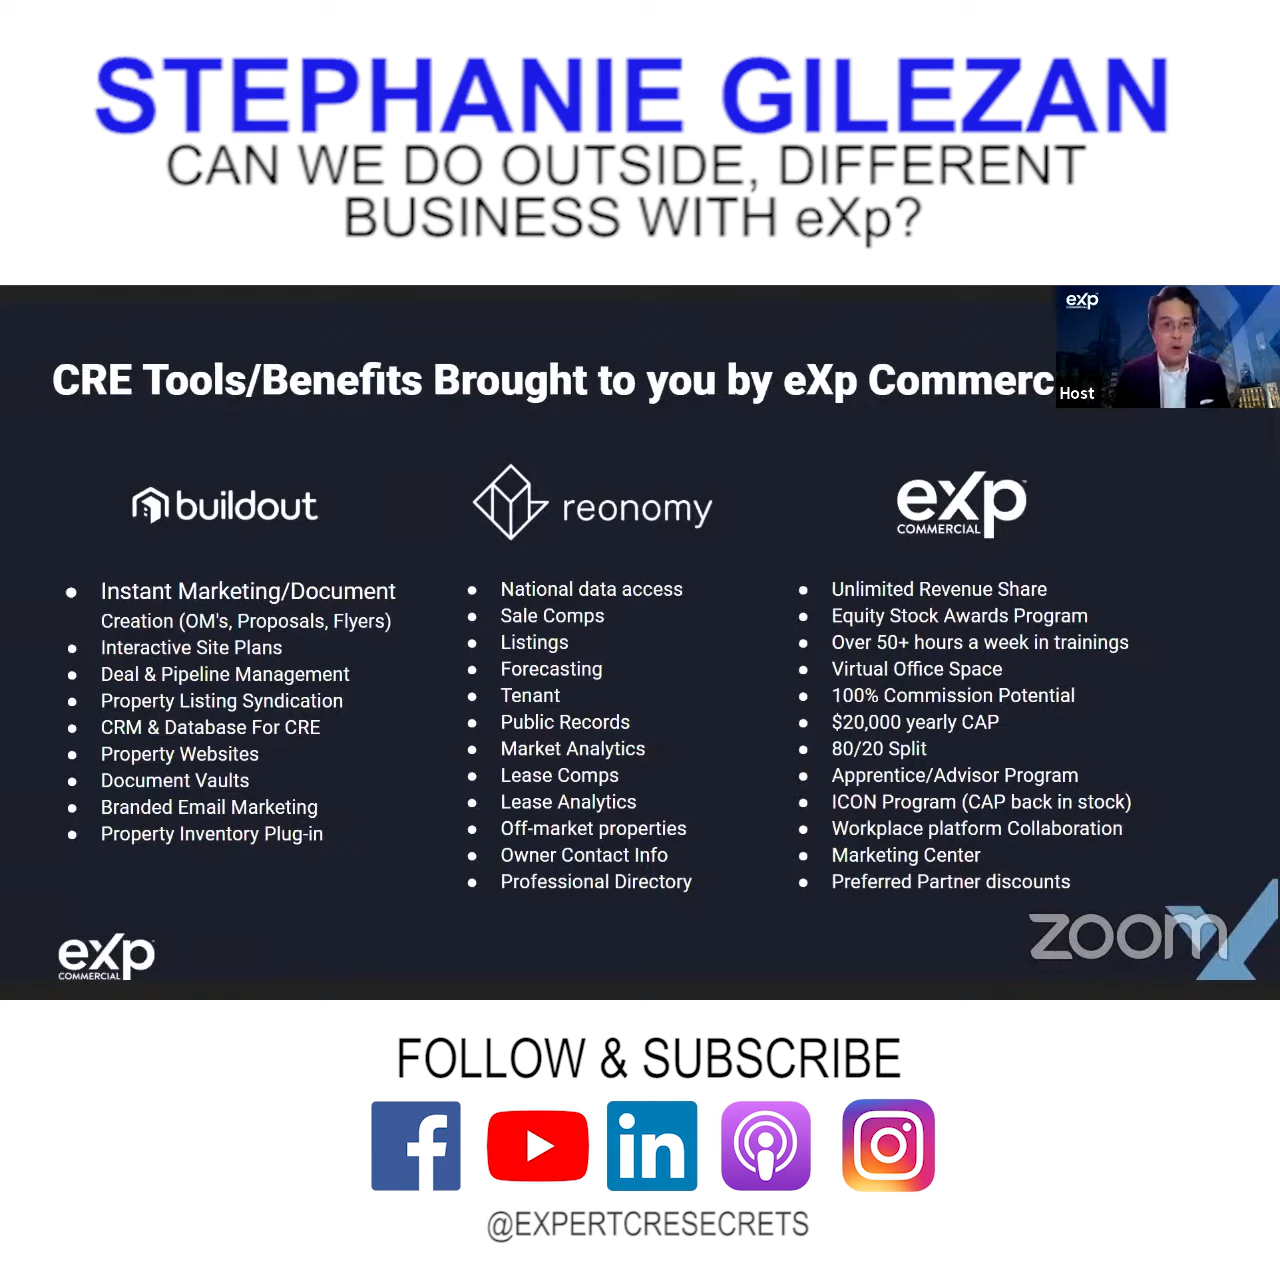 STEPHANIE GILEZAN
CAN WE DO OUTSIDE, DIFFERENT
BUSINESS WITH eXp?
eXp
COMMERCIAL
Host
CRE Tools/Benefits Brought to you by eXp Commerc
buildout
Instant Marketing/Document
Creation (OM's, Proposals, Flyers)
Interactive Site Plans
Deal & Pipeline Management
Property Listing Syndication
CRM & Database For CRE
Property Websites
Document Vaults
Branded Email Marketing
Property Inventory Plug-in
reonomy
National data access
Sale Comps
Listings
Forecasting
Tenant
Public Records
Market Analytics
Lease Comps
Lease Analytics
Off-market properties
Owner Contact Info
Professional Directory
eXp
COMMERCIAL
Unlimited Revenue Share
Equity Stock Awards Program
Over 50+ hours a week in trainings
Virtual Office Space
100% Commission Potential
$20,000 yearly CAP
80/20 Split
Apprentice/Advisor Program
ICON Program (CAP back in stock)
Workplace platform Collaboration
Marketing Center
Preferred Partner discounts
eXp
COMMERCIAL
zoom
FOLLOW & SUBSCRIBE
@EXPERTCRESECRETS